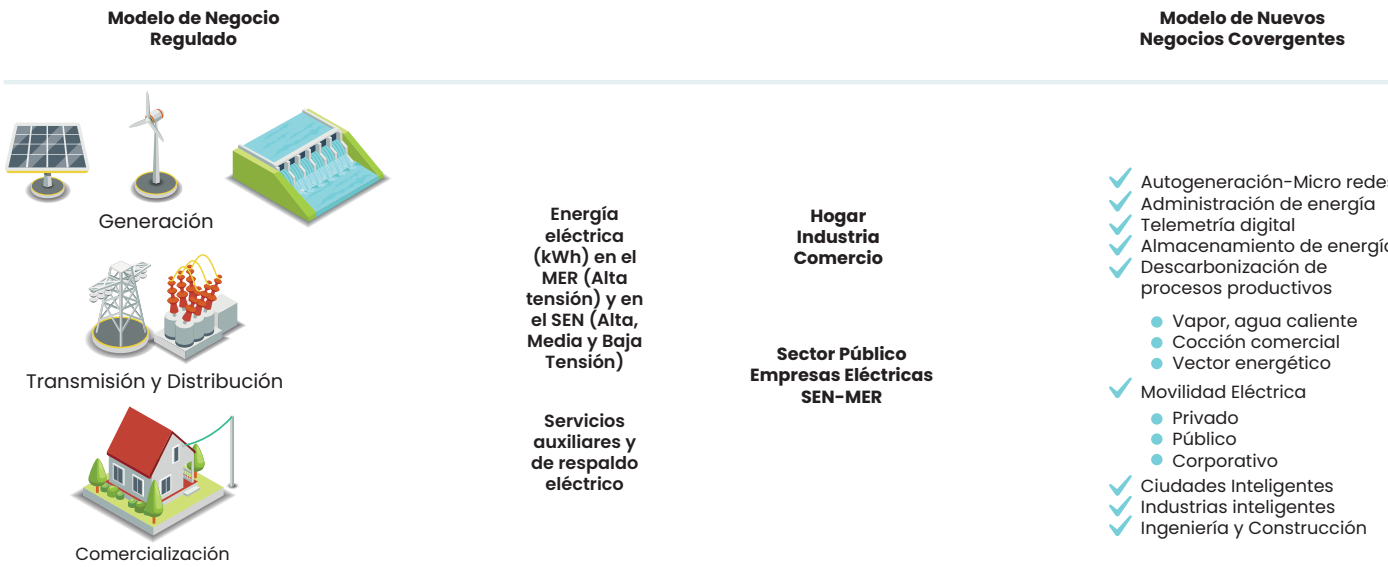 Modelo de Negocio
Regulado
Modelo de Nuevos
Negocios Covergentes
Generación
Transmisión y Distribución
Comercialización
Energía
eléctrica
(kWh) en el
MER (Alta
tensión) y en
el SEN (Alta,
Media y Baja
Tensión)
Servicios
auxiliares y
de respaldo
eléctrico
Hogar
Industria
Comercio
Sector Público
Empresas Eléctricas
SEN-MER
Autogeneración-Micro redes
Administración de energía
Telemetría digital
Almacenamiento de energía
Descarbonización de
procesos productivos
Vapor, agua caliente
Cocción comercial
Vector energético
Movilidad Eléctrica
Privado
Público
Corporativo
Ciudades Inteligentes
Industrias inteligentes
Ingeniería y Construcción